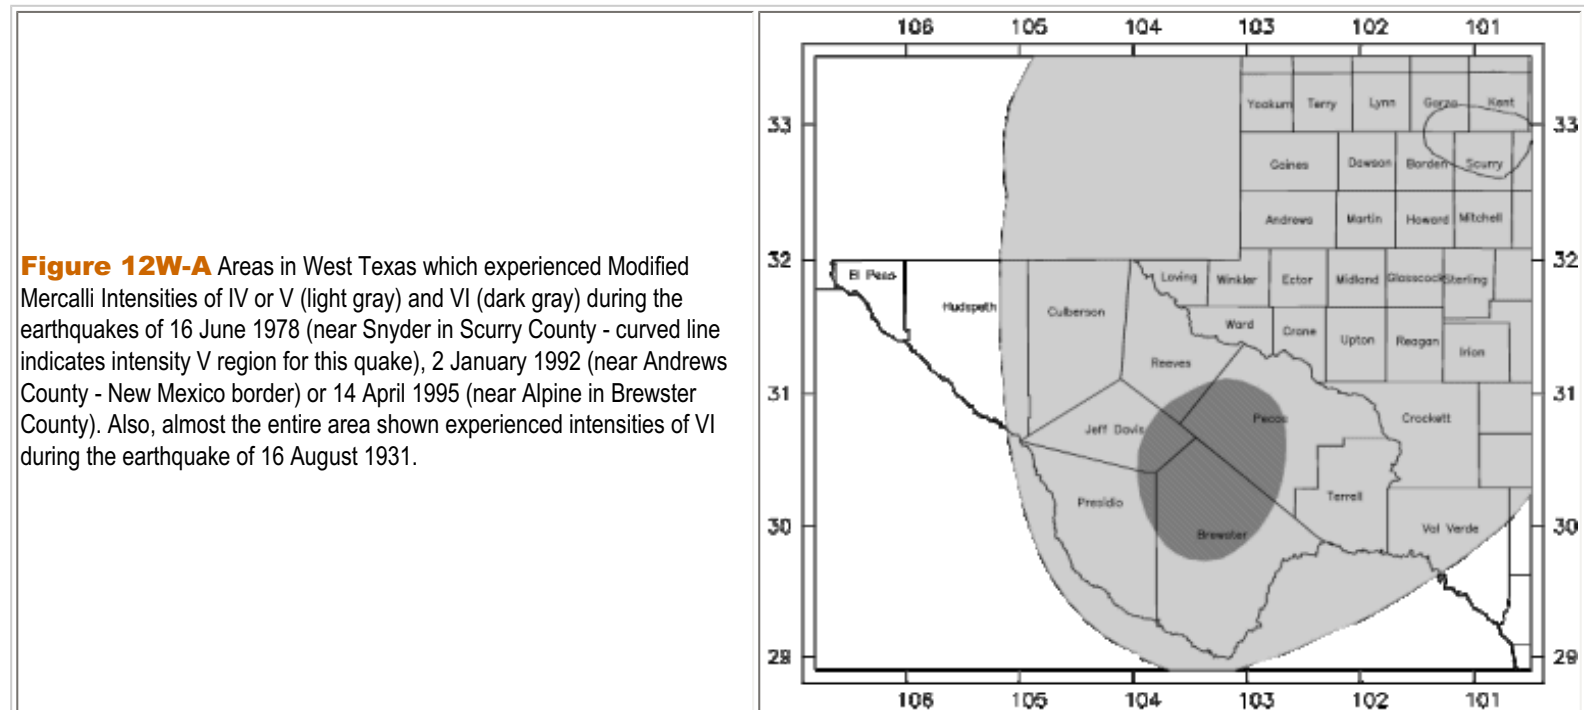 Figure 12W-A Areas in West Texas which experienced Modified
Mercalli Intensities of IV or V (light gray) and VI (dark gray) during the
earthquakes of 16 June 1978 (near Snyder in Scurry County - curved line
indicates intensity V region for this quake), 2 January 1992 (near Andrews
County - New Mexico border) or 14 April 1995 (near Alpine in Brewster
County). Also, almost the entire area shown experienced intensities of VI
during the earthquake of 16 August 1931.
106 105 104 103 102 101
Yoakum Terry Lynn Garza Kent
33 33
Gaines Dawson Borden Scurry
Andrews Martin Howard Mitchell
32 32
El Paso Loving Winkler Ector Midland Glasscock Sterling
Hudspeth Culberson
Ward Crane Upton Reagan Irion
Reeves
31 31
Jeff Davis Pecos Crockett
Presidio Terrell
30 30
Brewster Val Verde
29 29
106 105 104 103 102 101